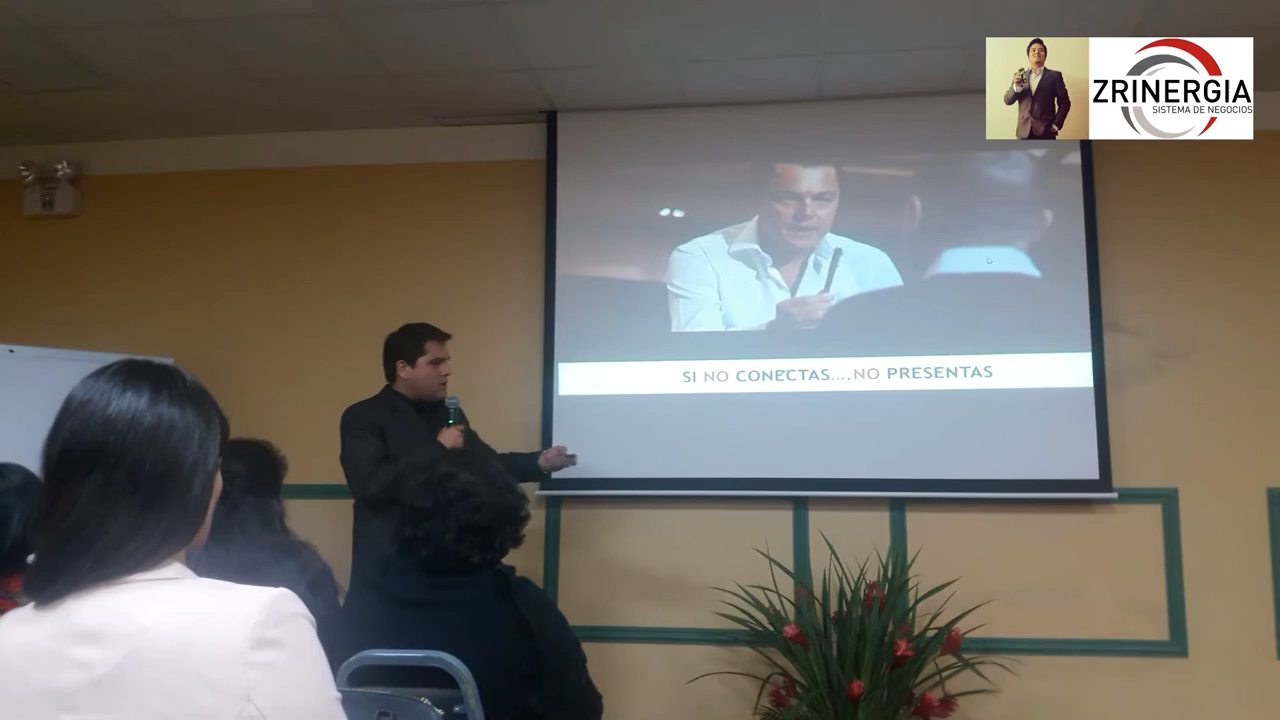 ZRINERGIA
SISTEMA DE NEGOCIOS
SI NO CONECTAS....NO PRESENTAS